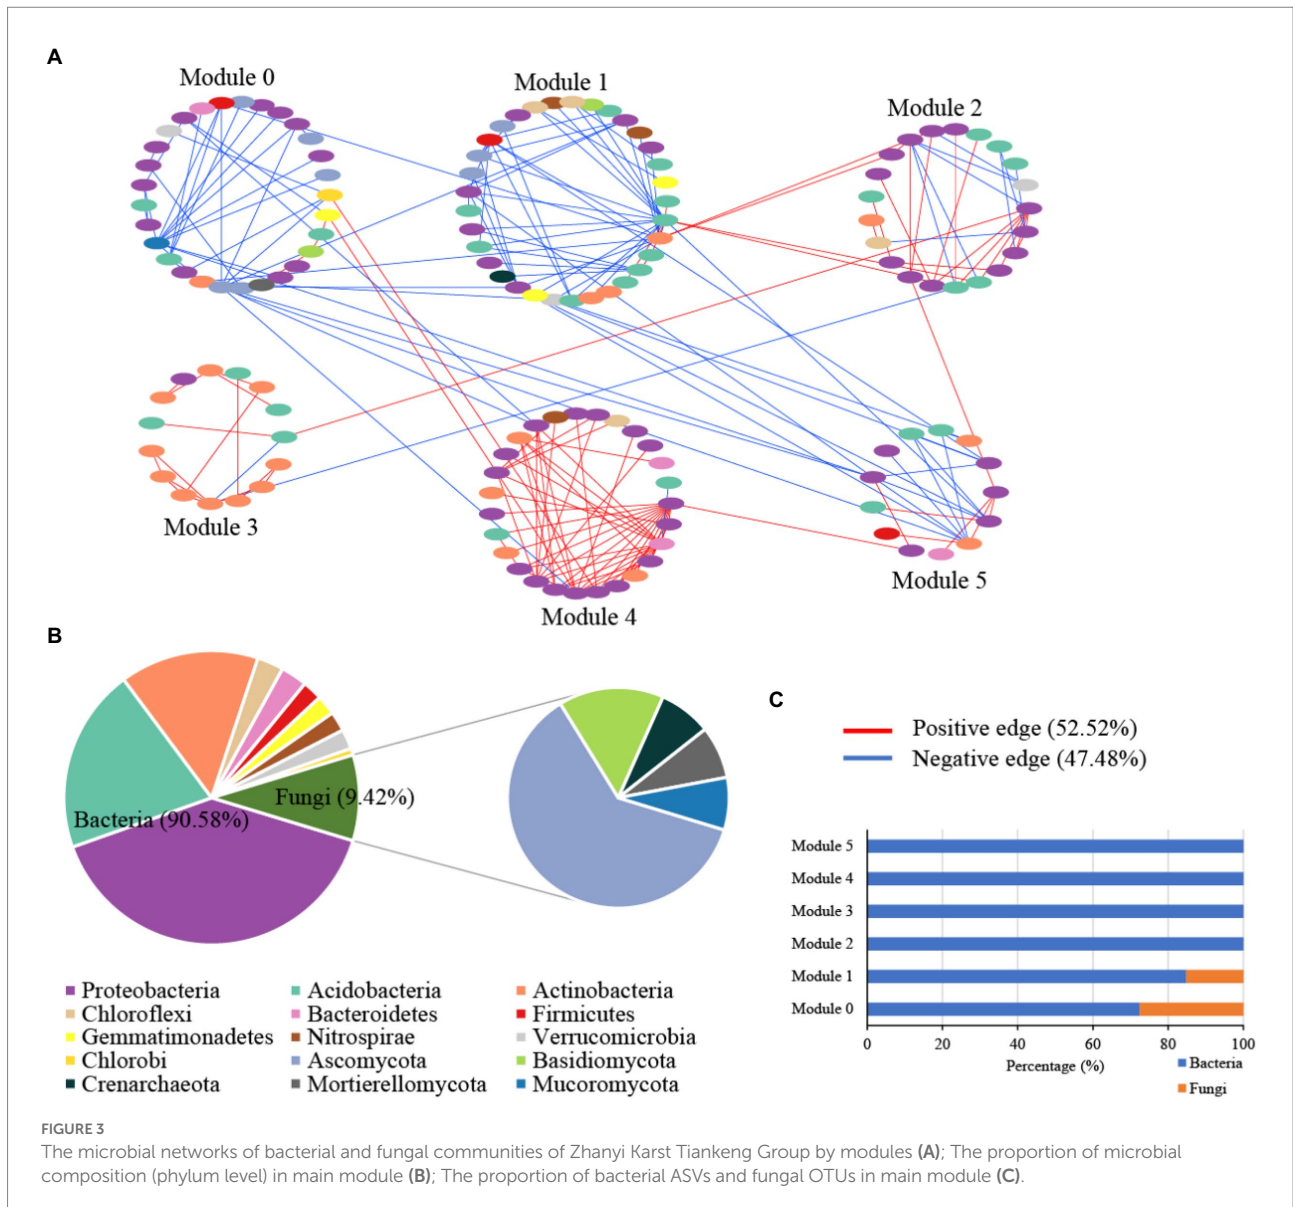 A
Module 0
Module 1
Module 2
Module 3
Module 4
Module 5
B
Bacteria (90.58%)
Fungi (9.42%)
Proteobacteria
Acidobacteria
Actinobacteria
Chloroflexi
Bacteroidetes
Firmicutes
Gemmatimonadetes
Nitrospirae
Verrucomicrobia
Chlorobi
Ascomycota
Basidiomycota
Crenarchaeota
Mortierellomycota
Mucoromycota
C
Positive edge (52.52%)
Negative edge (47.48%)
Module 5
Module 4
Module 3
Module 2
Module 1
Module 0
0 20 40 60 80 100
Percentage (%)
Bacteria
Fungi
FIGURE 3
The microbial networks of bacterial and fungal communities of Zhanyi Karst Tiankeng Group by modules (A); The proportion of microbial
composition (phylum level) in main module (B); The proportion of bacterial ASVs and fungal OTUs in main module (C).